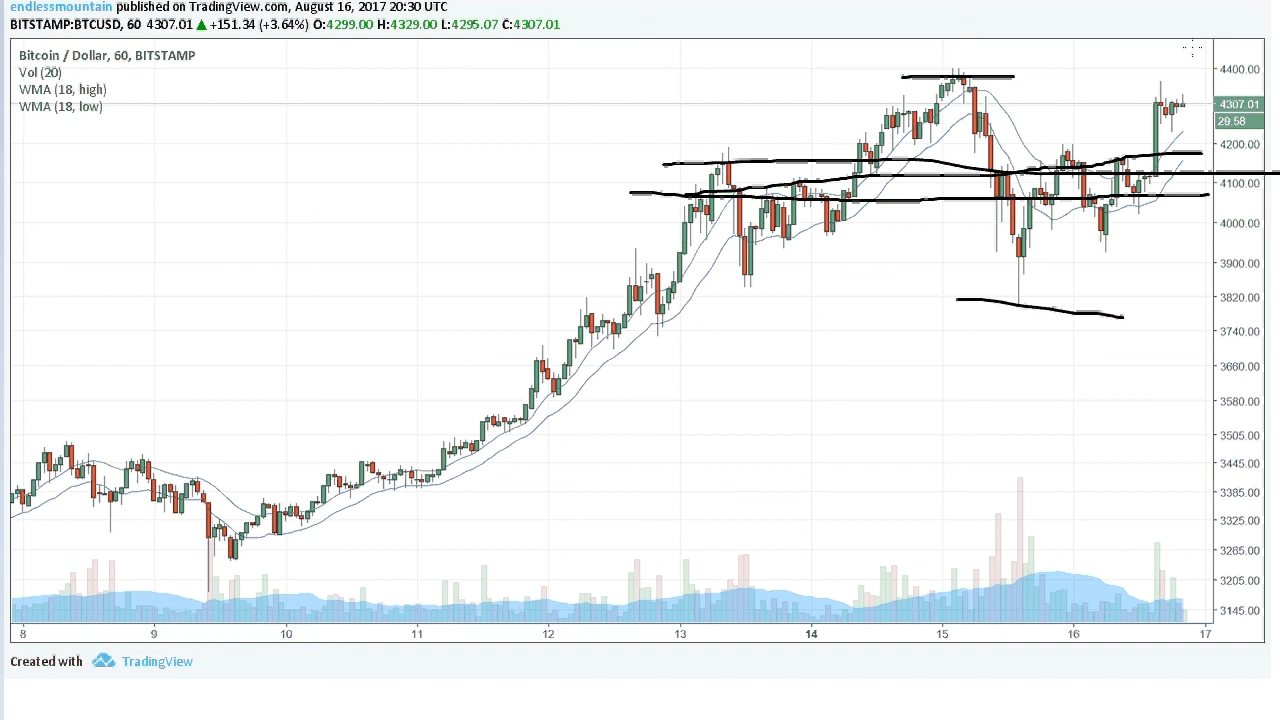 endlessmountain published on TradingView.com, August 16, 2017 20:30 UTC
BITSTAMP:BTCUSD, 60 4307.01 ▲ +151.34 (+3.64%) O:4299.00 H:4329.00 L:4295.07 C:4307.01
Bitcoin / Dollar, 60, BITSTAMP
Vol (20)
WMA (18, high)
WMA (18, low)
4400.00
4307.01
29:58
4200.00
4100.00
4000.00
3900.00
3820.00
3740.00
3660.00
3580.00
3505.00
3445.00
3385.00
3325.00
3265.00
3205.00
3145.00
8 9 10 11 12 13 14 15 16 17
Created with TradingView